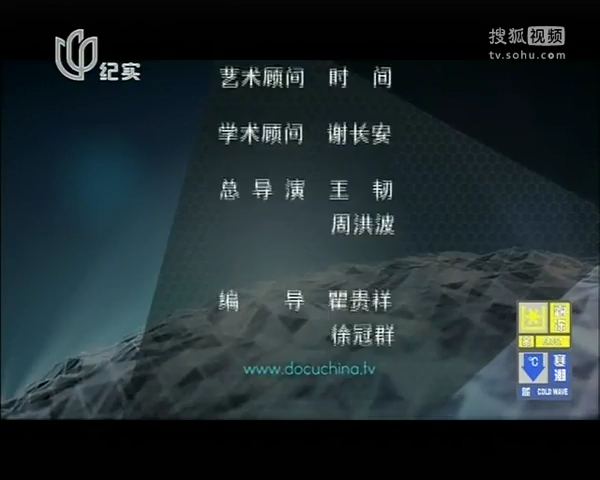 纪实
搜狐视频
tv.sohu.com
艺术顾问 时 间
学术顾问 谢长安
总 导 演 王 韧
周洪波
编 导 瞿贵祥
徐冠群
www.docuchina.tv
℃
寒潮
蓝 COLD WAVE